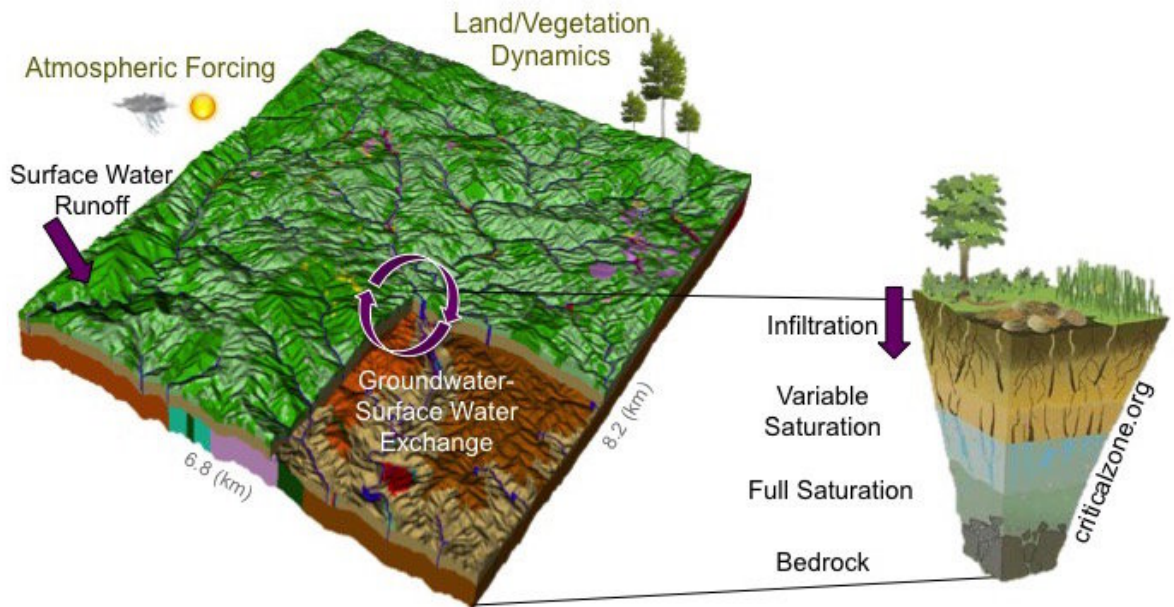 Land/Vegetation
Dynamics
Atmospheric Forcing
Surface Water
Runoff
Groundwater-
Surface Water
Exchange
6.8 (km)
8.2 (km)
Infiltration
Variable
Saturation
Full Saturation
Bedrock
criticalzone.org